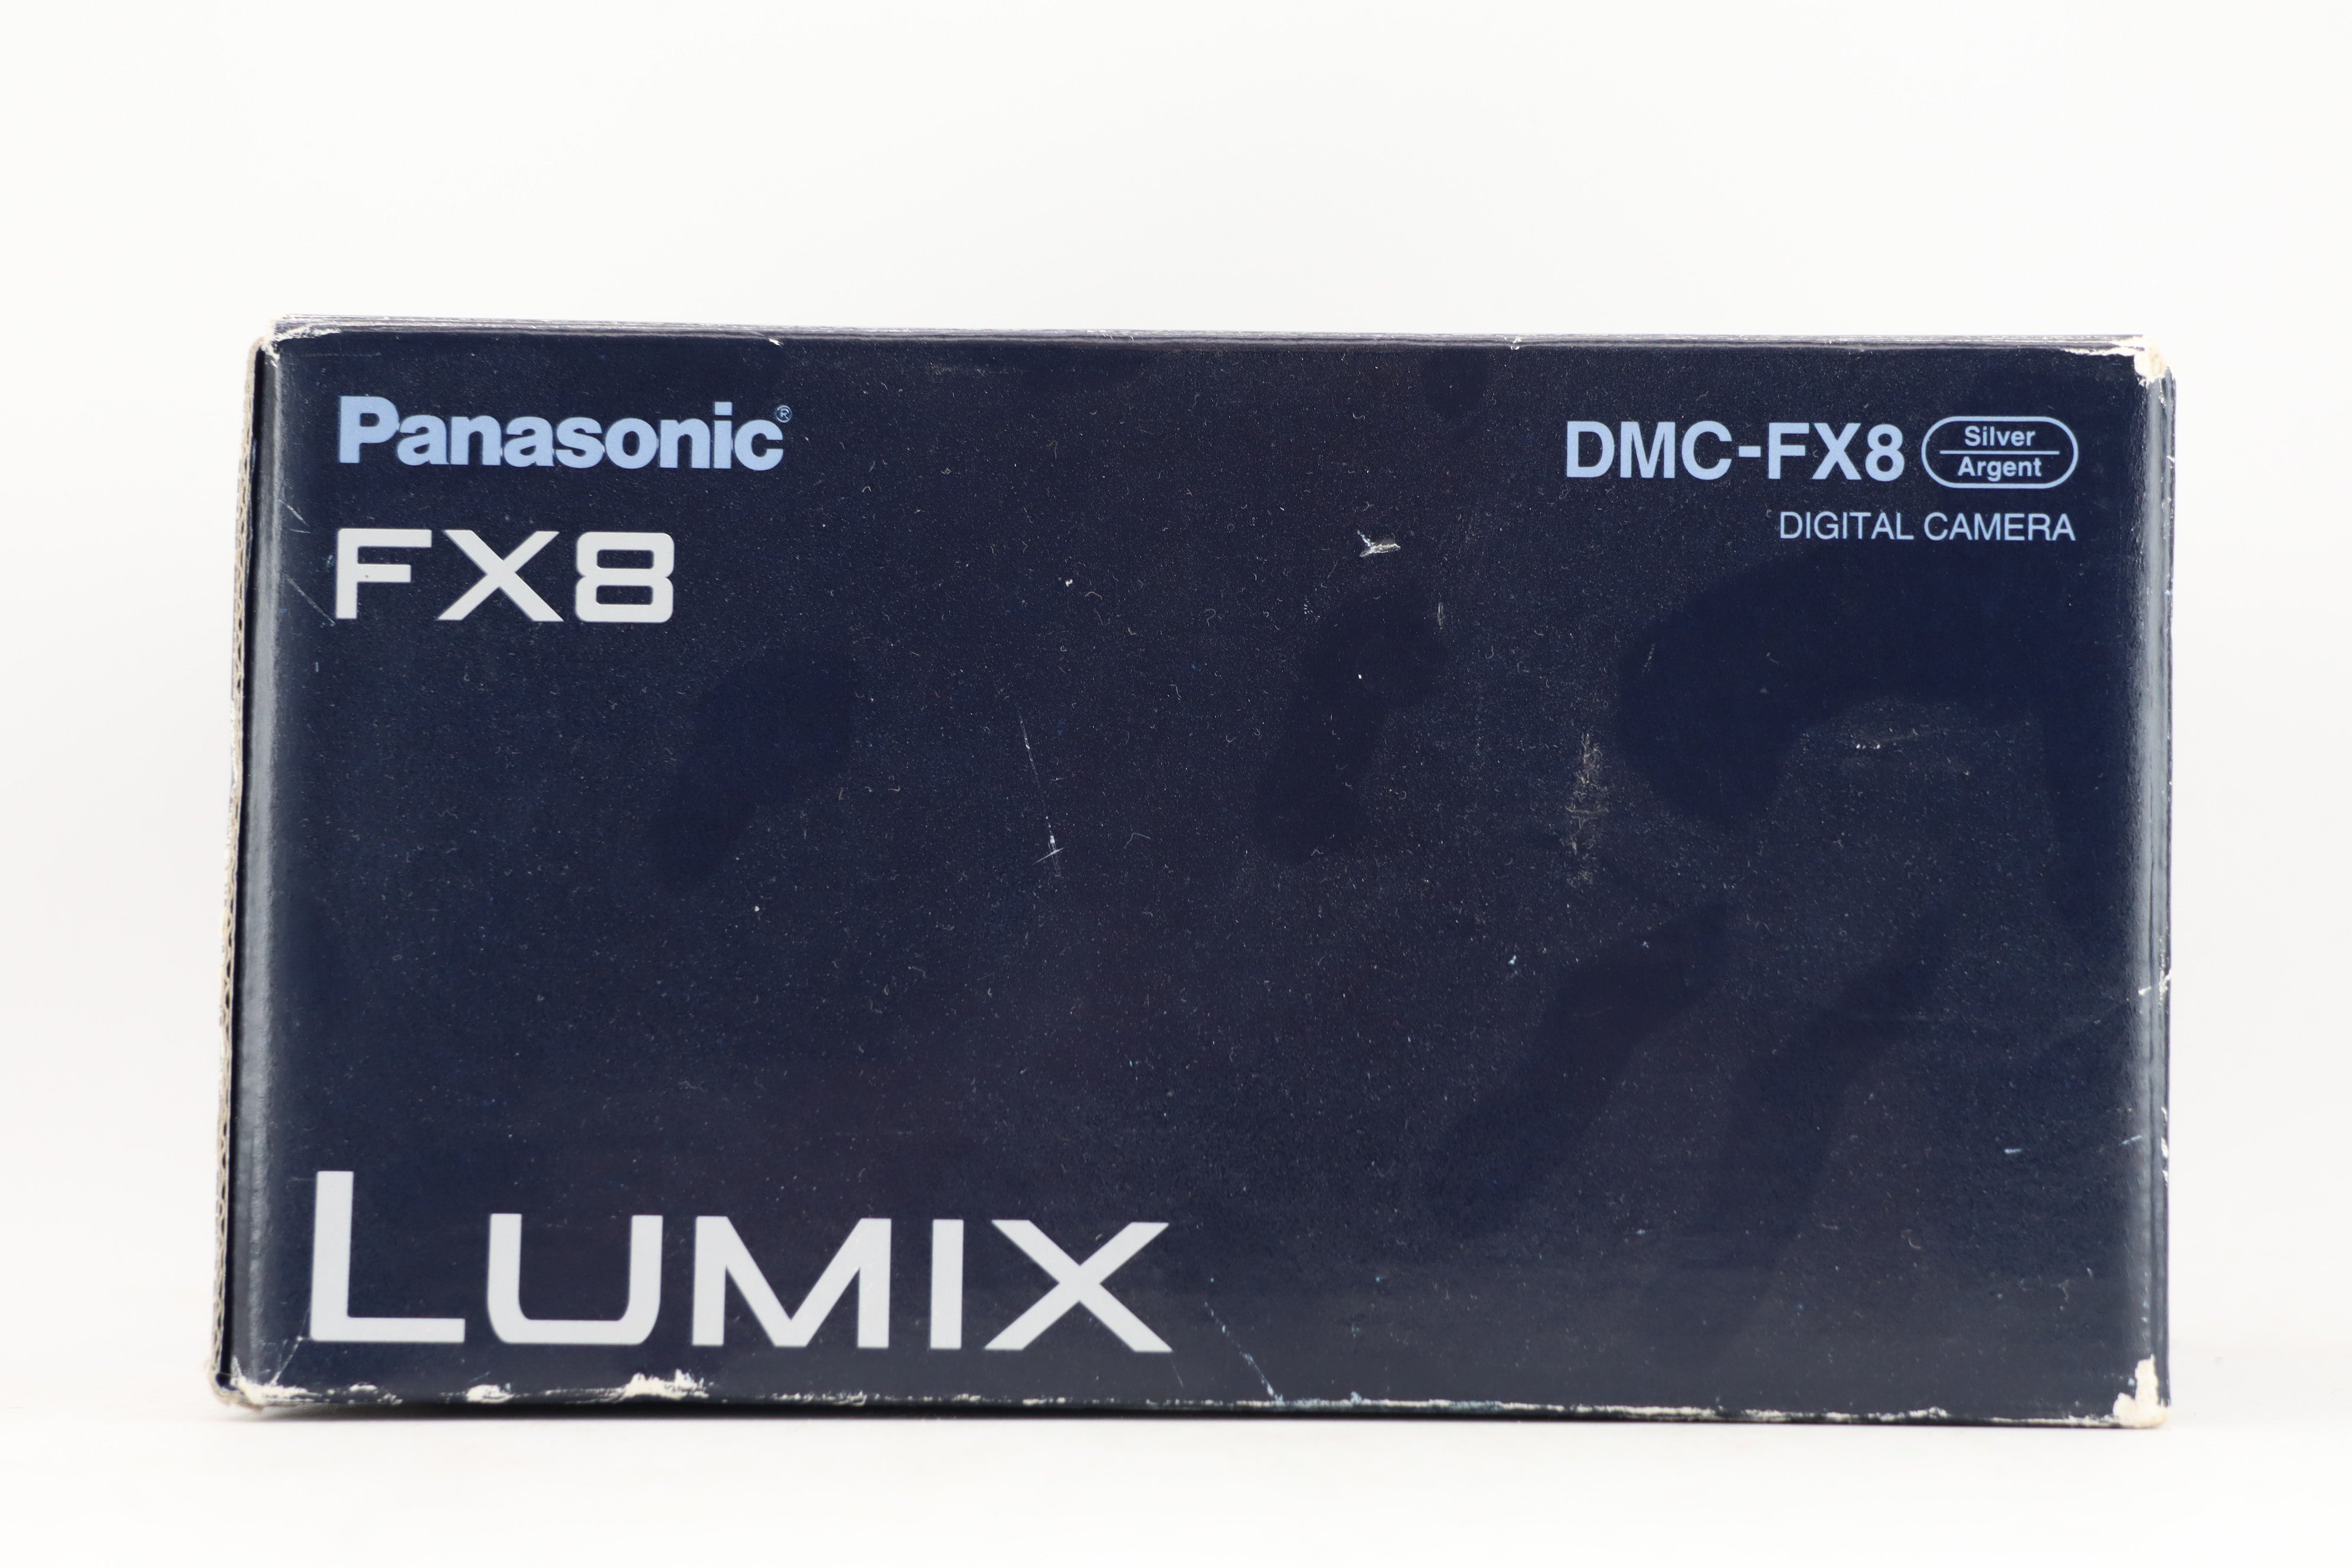 Panasonic®
DMC-FX8 Silver
Argent
DIGITAL CAMERA
FX8
LUMIX